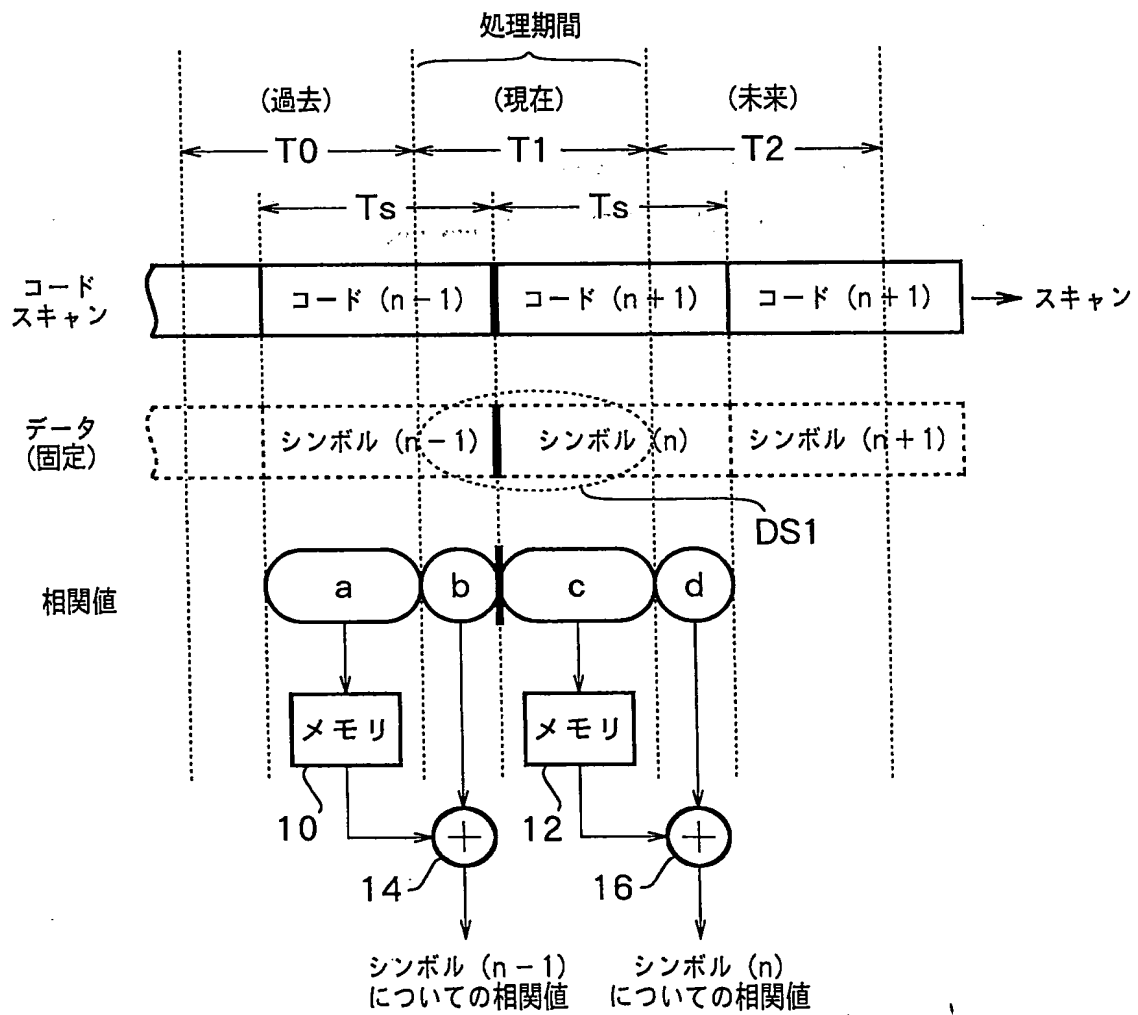 処理期間
(過去) (現在) (未来)
T0 T1 T2
Ts Ts
コード
スキャン
コード (n－1) コード (n＋1) コード (n＋1) スキャン
データ
(固定)
シンボル (n－1) シンボル (n) シンボル (n＋1)
DS1
相関値
a b c d
メモリ メモリ
10 12
14 16
シンボル (n－1)
についての相関値
シンボル (n)
についての相関値